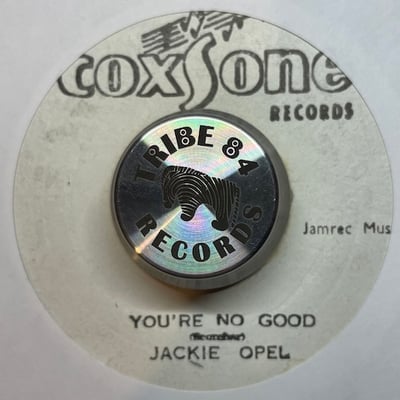 coxsone
RECORDS
TRIBE 84
RECORDS
Jamrec Mus
YOU'RE NO GOOD
JACKIE OPEL